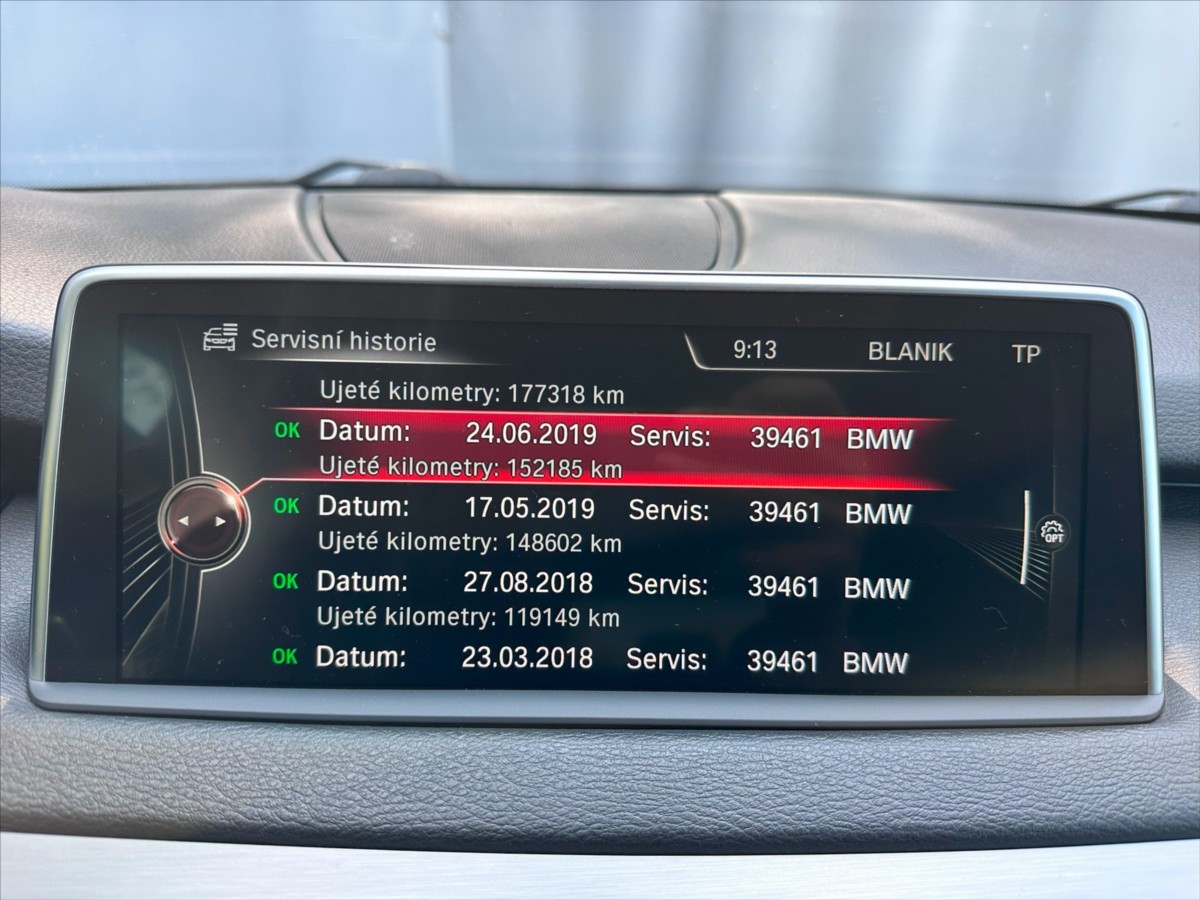 Servisní historie 9:13 BLANIK TP
Ujeté kilometry: 177318 km
OK Datum: 24.06.2019 Servis: 39461 BMW
Ujeté kilometry: 152185 km
OK Datum: 17.05.2019 Servis: 39461 BMW
Ujeté kilometry: 148602 km
OK Datum: 27.08.2018 Servis: 39461 BMW
Ujeté kilometry: 119149 km
OK Datum: 23.03.2018 Servis: 39461 BMW
OPT